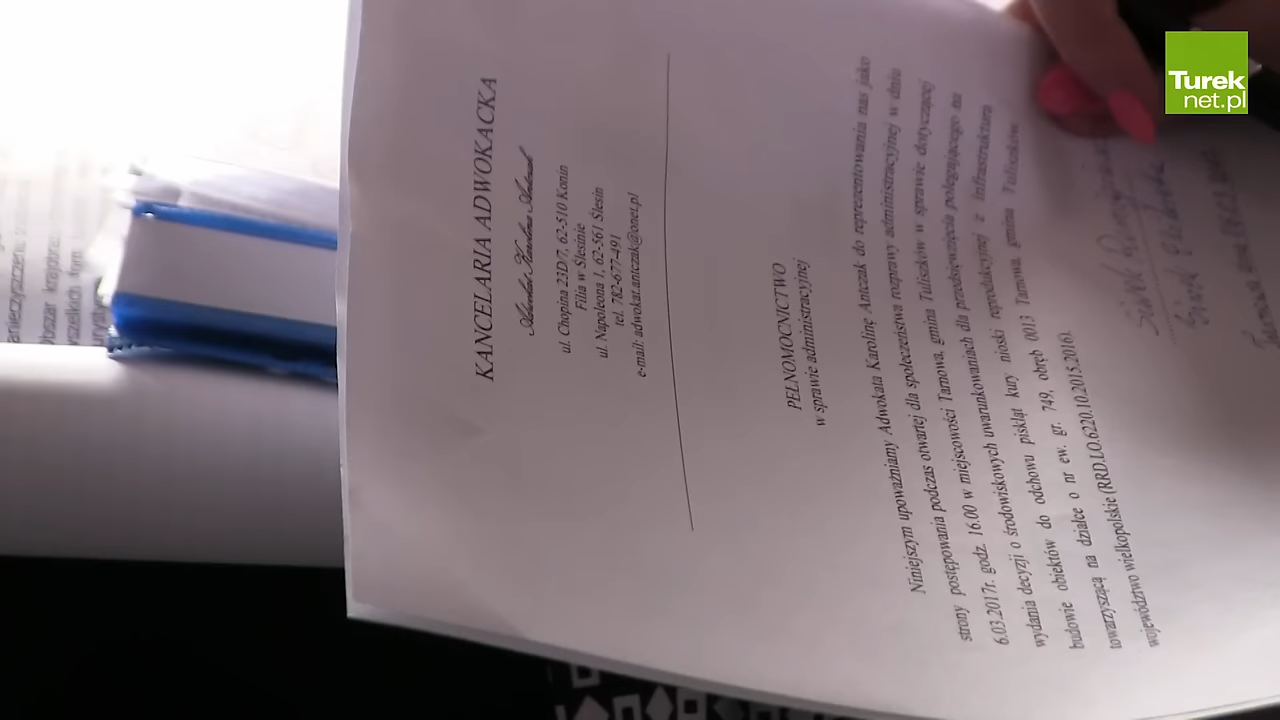 KANCELARIA ADWOKACKA
Adwokat Karolina Antczak
ul. Chopina 23D/7, 62-510 Konin
Filia w Ślesinie
ul. Napoleona 1, 62-561 Ślesin
tel. 782-677-491
e-mail: adwokat.antczak@onet.pl
PEŁNOMOCNICTWO
w sprawie administracyjnej
Niniejszym upoważniamy Adwokata Karolinę Antczak do reprezentowania nas jako
strony postępowania podczas otwartej dla społeczeństwa rozprawy administracyjnej w dniu
6.03.2017r. godz. 16.00 w miejscowości Tarnowa, gmina Tuliszków w sprawie dotyczącej
wydania decyzji o środowiskowych uwarunkowaniach dla przedsięwzięcia polegającego na
budowie obiektów do odchowu piskląt kury nioski reprodukcyjnej z infrastrukturą
towarzyszącą na działce o nr ew. gr. 749, obręb 0013 Tarnowa, gmina Tuliszków,
województwo wielkopolskie (RRD.LO.6220.10.2015.2016).
Turek
net.pl